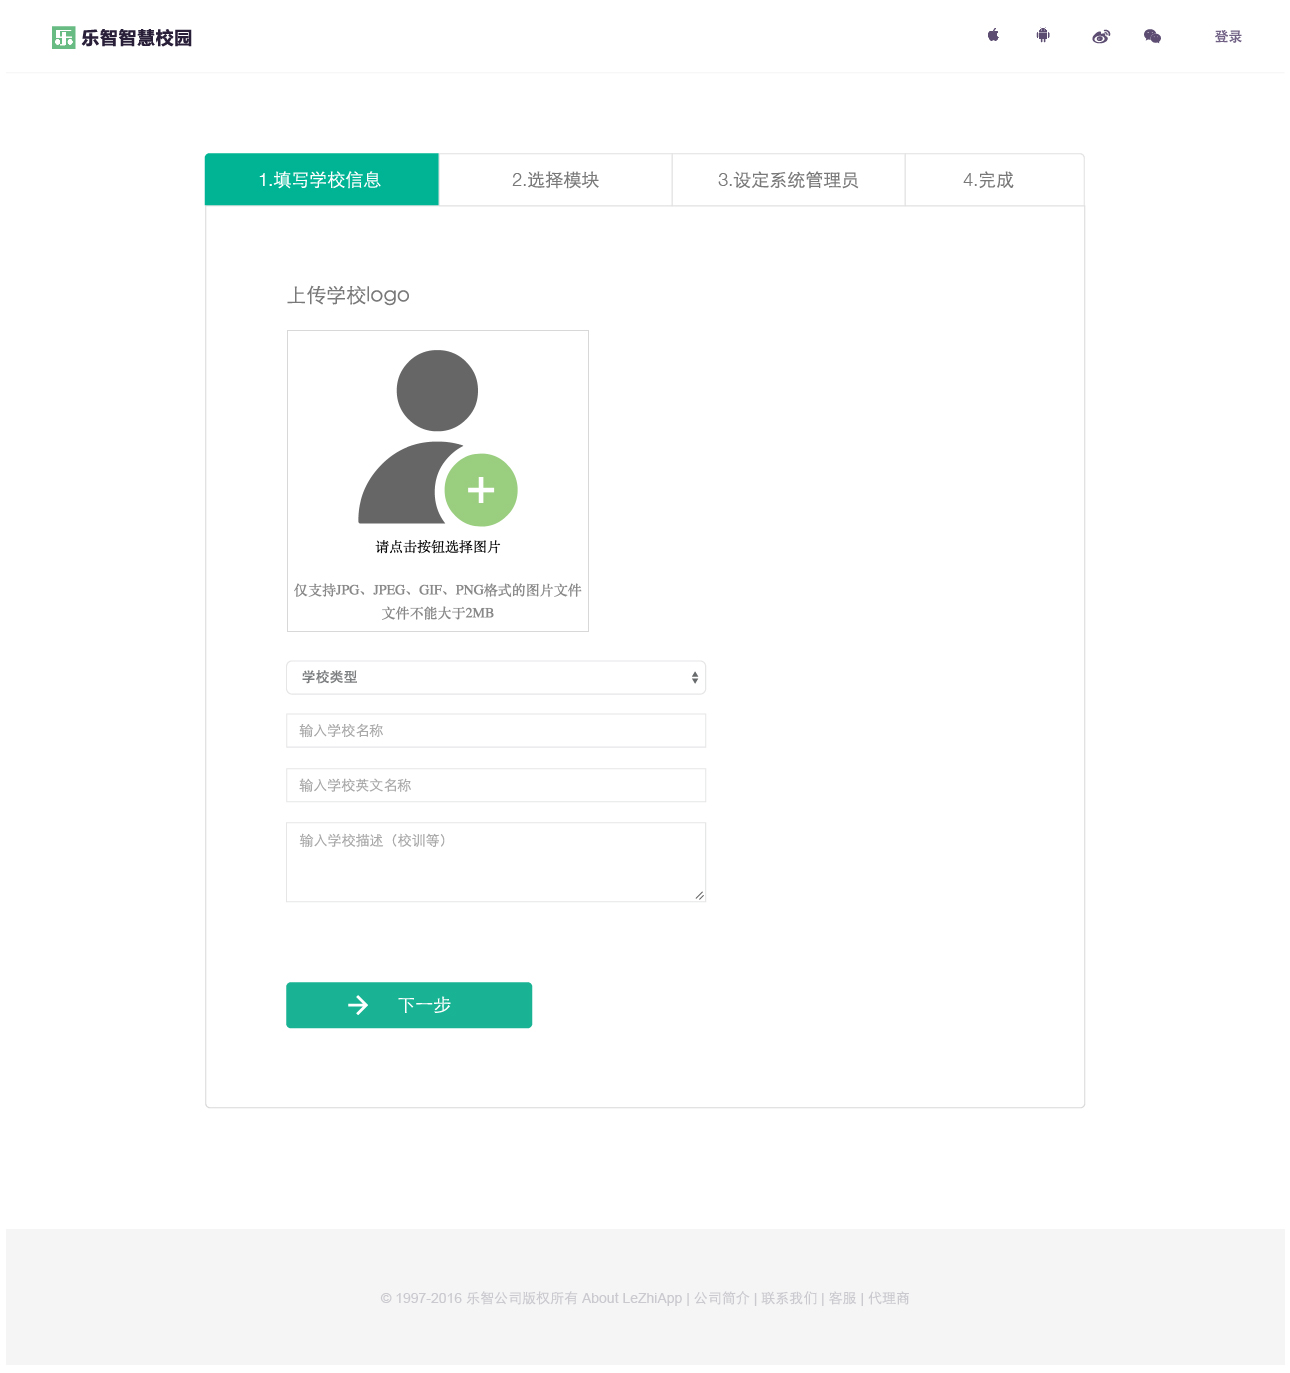 乐智智慧校园
登录
1.填写学校信息
2.选择模块
3.设定系统管理员
4.完成
上传学校logo
请点击按钮选择图片
仅支持JPG、JPEG、GIF、PNG格式的图片文件
文件不能大于2MB
学校类型
输入学校名称
输入学校英文名称
输入学校描述（校训等）
下一步
© 1997-2016 乐智公司版权所有 About LeZhiApp | 公司简介 | 联系我们 | 客服 | 代理商